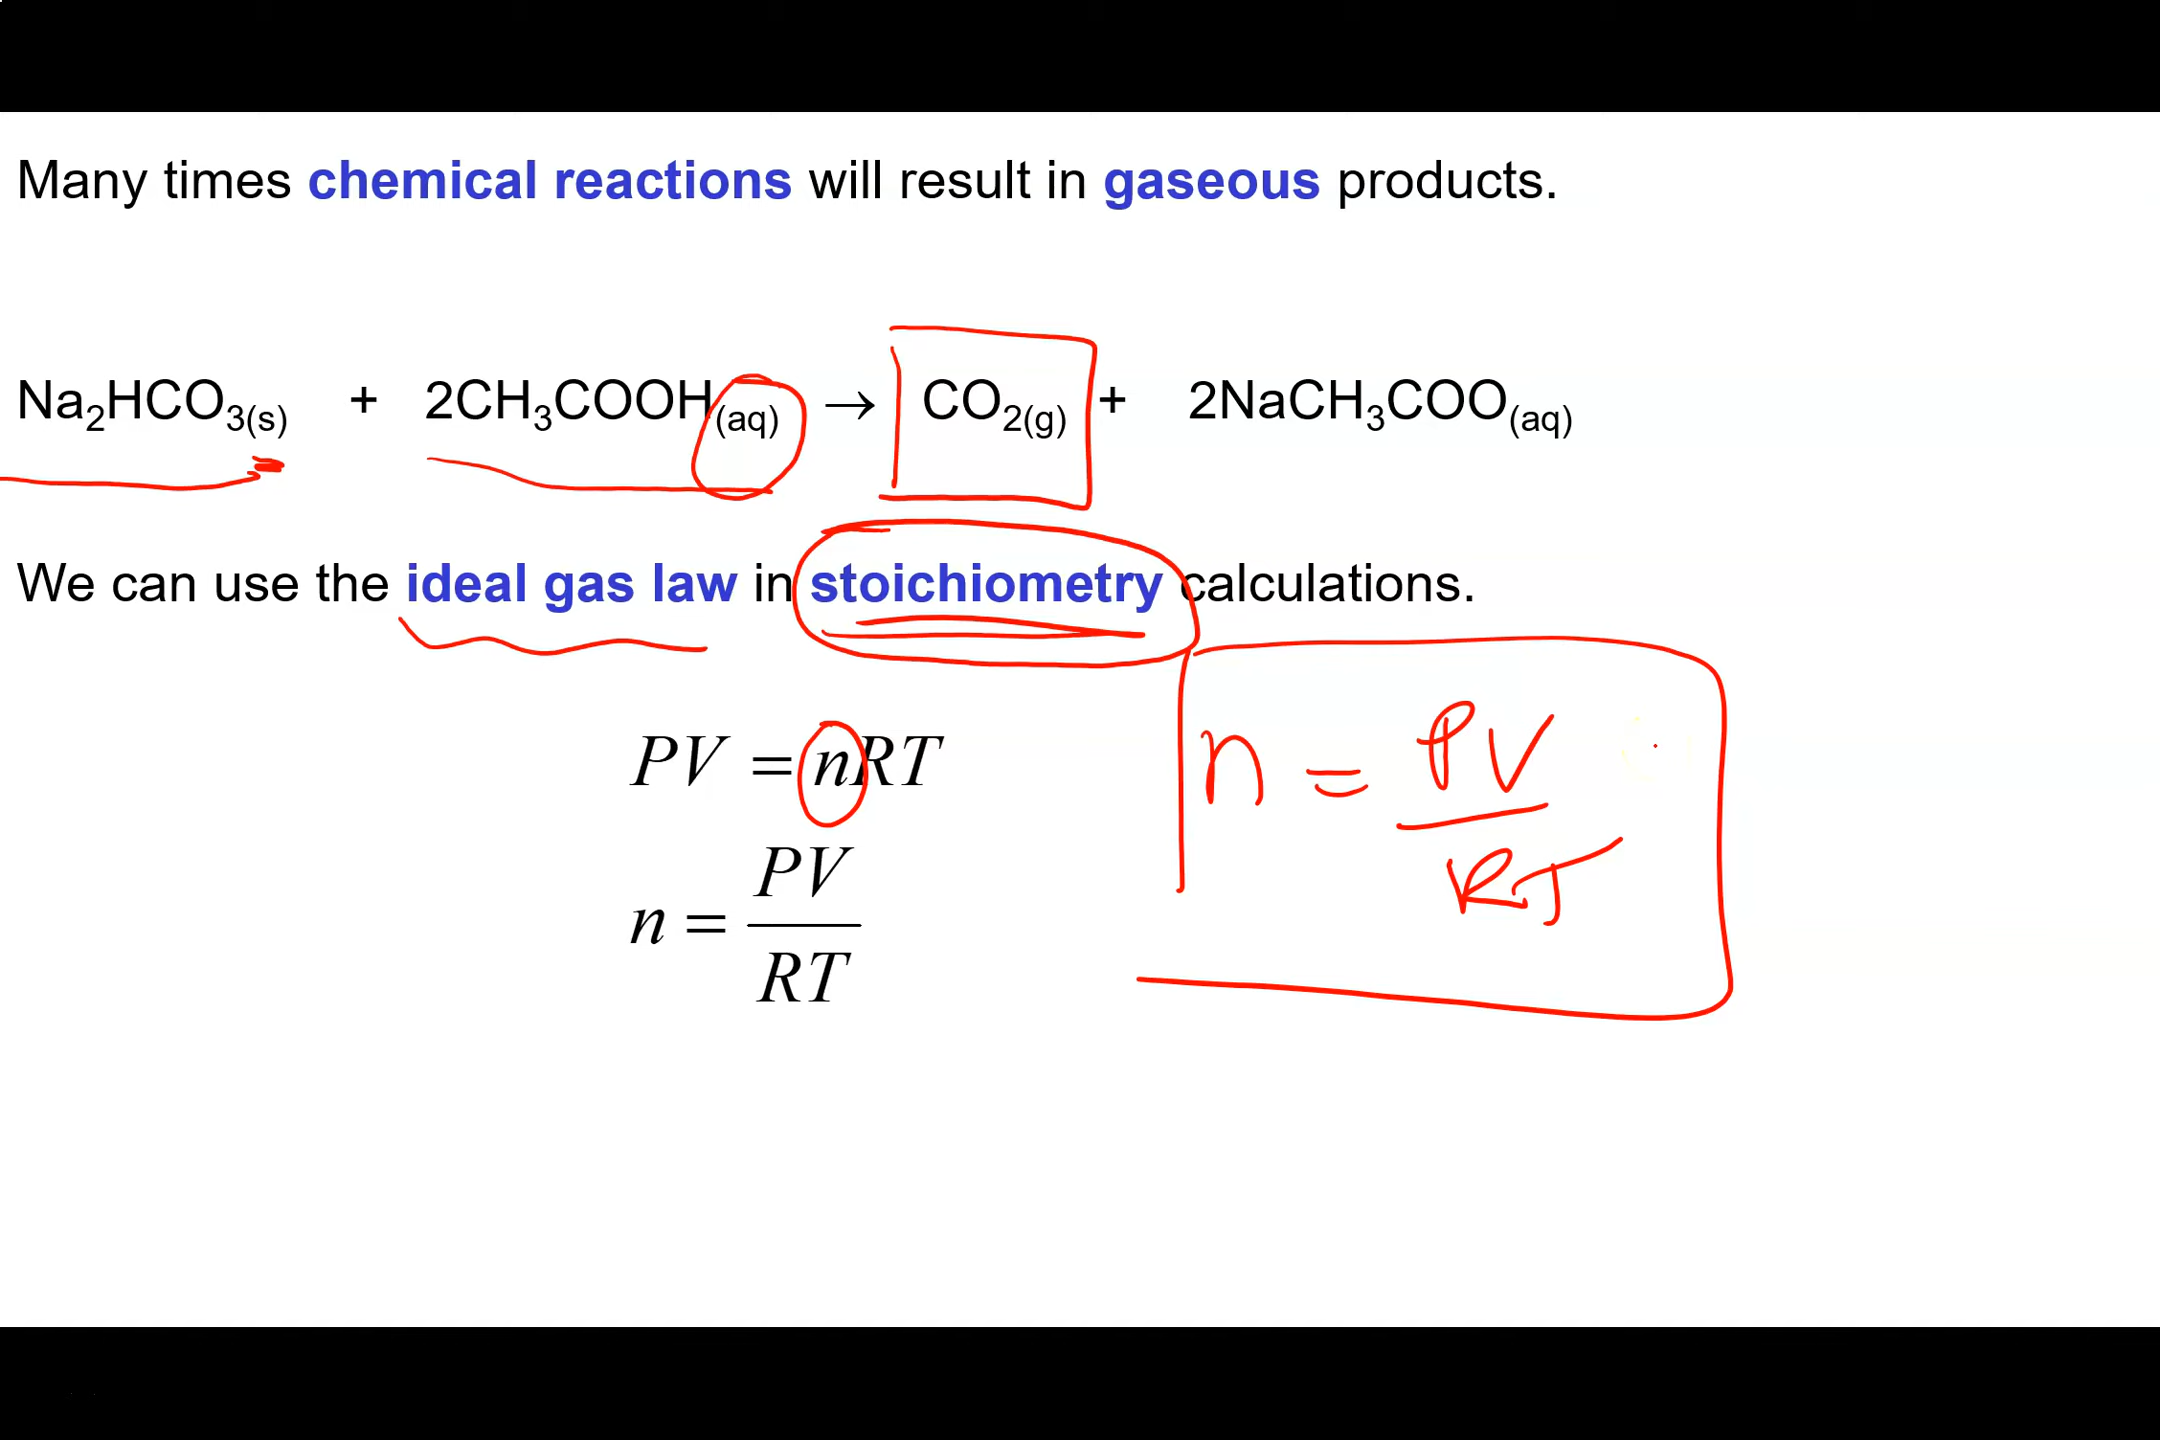 Many times chemical reactions will result in gaseous products.
Na₂HCO₃(s) + 2CH₃COOH(aq) → CO₂(g) + 2NaCH₃COO(aq)
We can use the ideal gas law in stoichiometry calculations.
PV = nRT
n = PV / RT
n = PV / RT